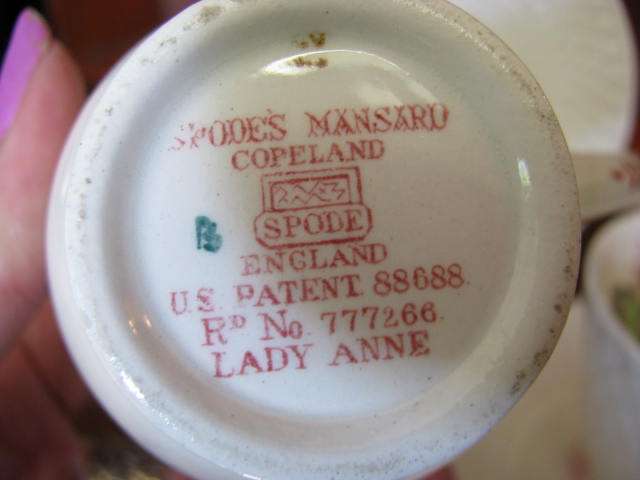 SPODE'S MANSARD
COPELAND
SPODE
ENGLAND
U.S. PATENT 88688.
RD No. 777266.
LADY ANNE